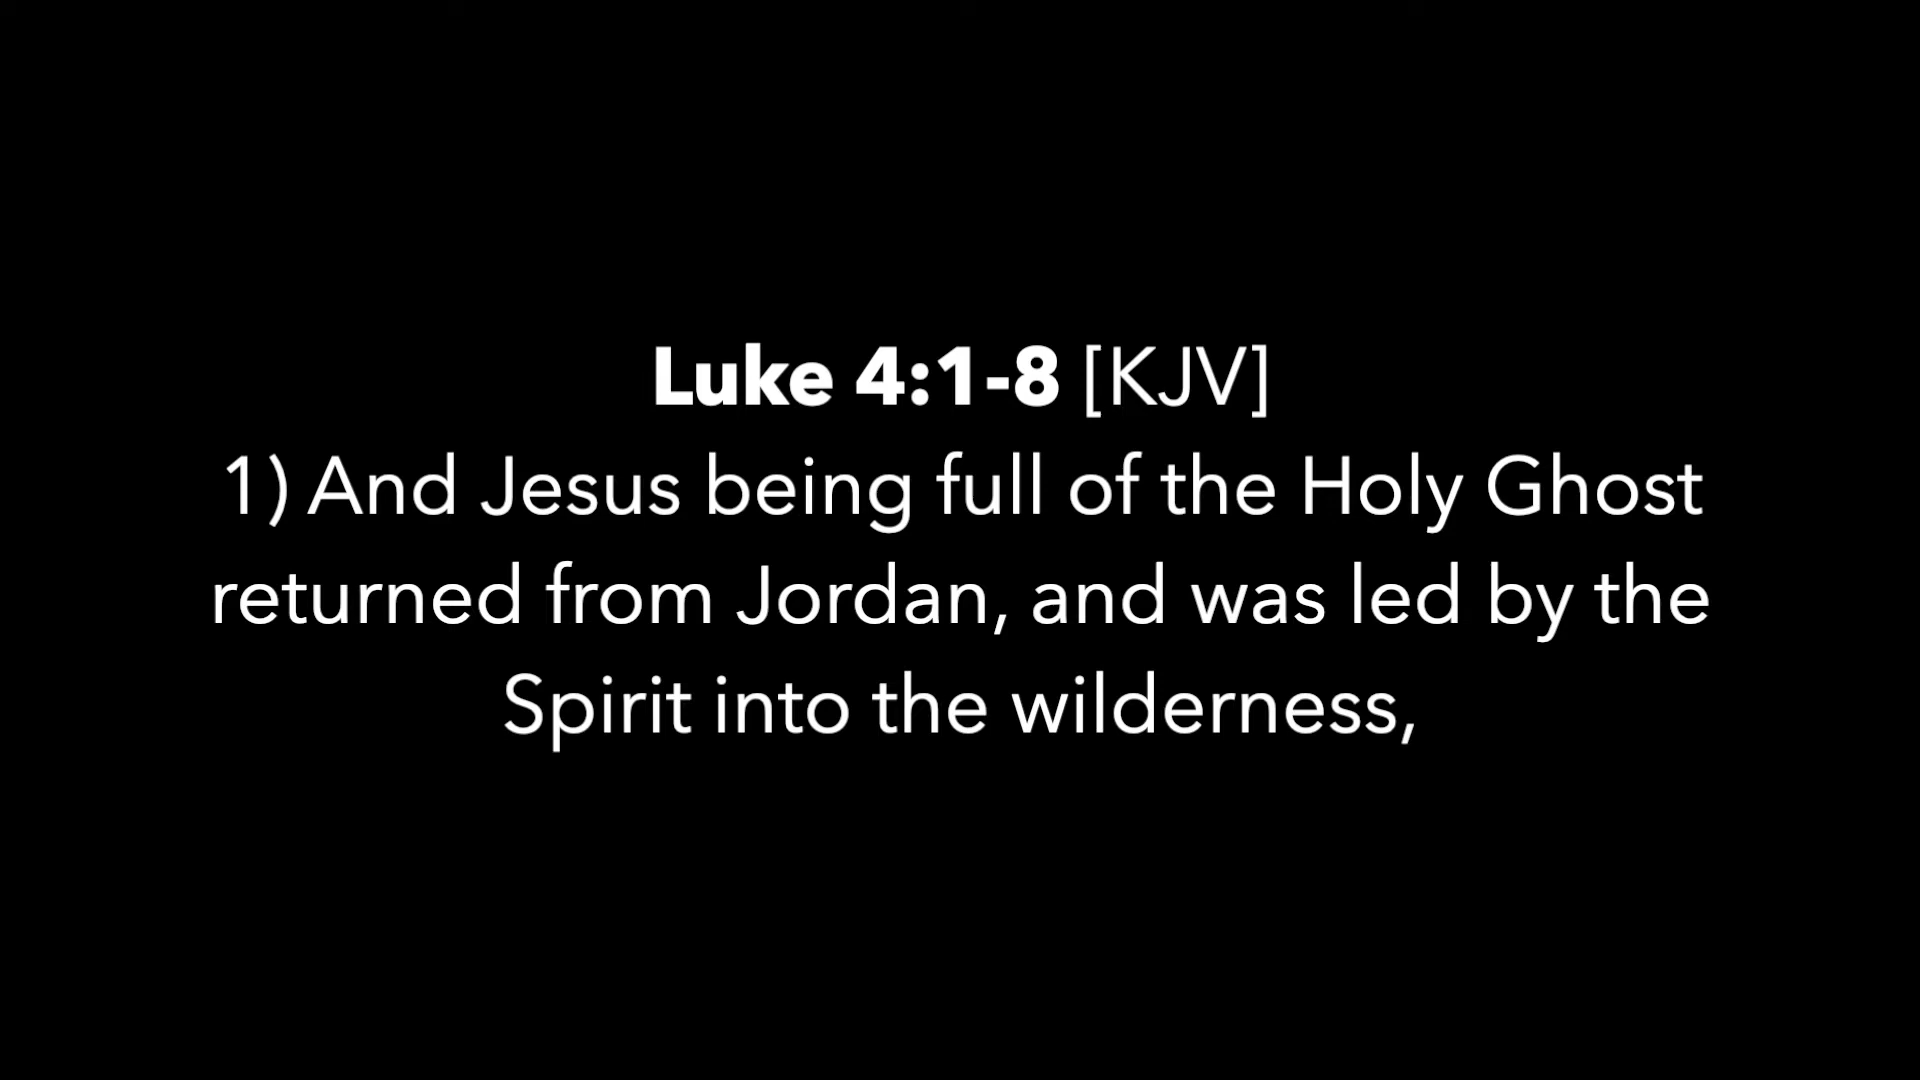 Luke 4:1-8 [KJV]
1) And Jesus being full of the Holy Ghost
returned from Jordan, and was led by the
Spirit into the wilderness,